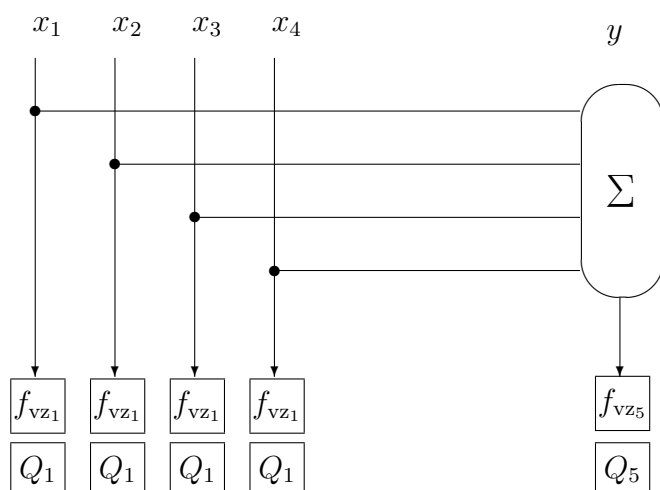 x₁ x₂ x₃ x₄ y
Σ
f_vz₁ f_vz₁ f_vz₁ f_vz₁ f_vz₅
Q₁ Q₁ Q₁ Q₁ Q₅